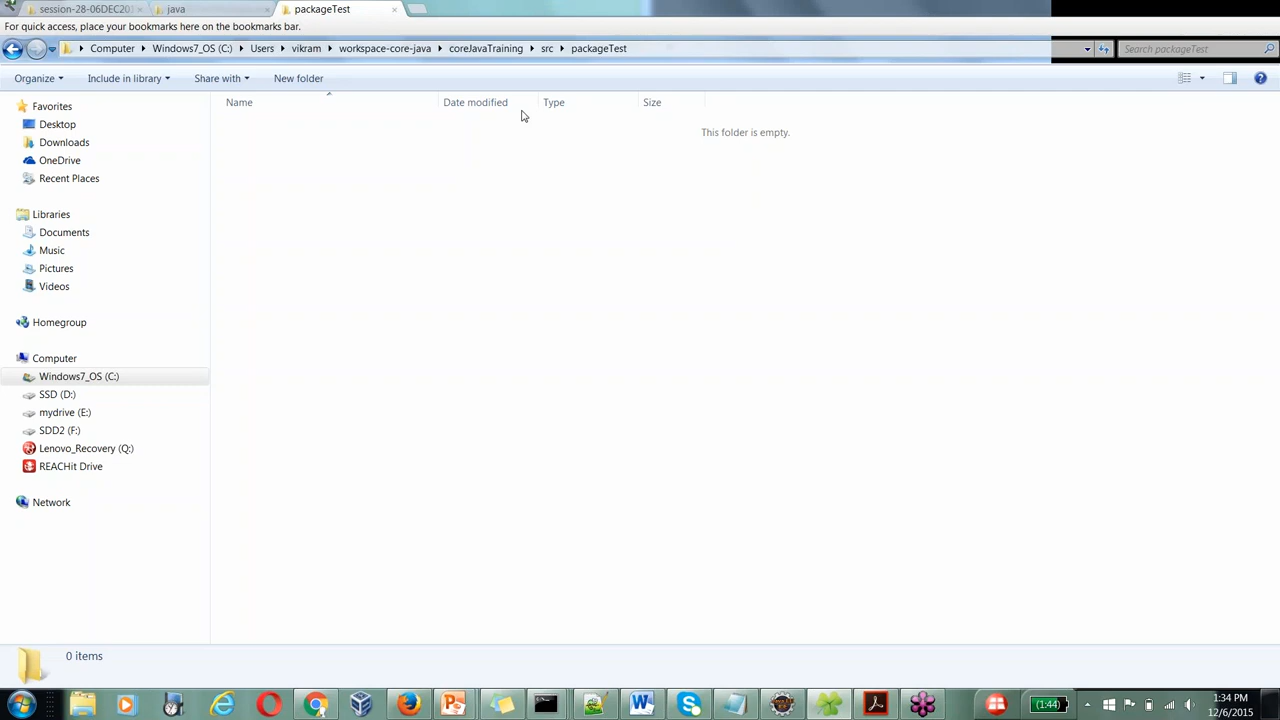 session-28-06DEC201
java
packageTest
For quick access, place your bookmarks here on the bookmarks bar.
Computer Windows7_OS (C:) Users vikram workspace-core-java coreJavaTraining src packageTest
Search packageTest
Organize Include in library Share with New folder
Name Date modified Type Size
This folder is empty.
Favorites
Desktop
Downloads
OneDrive
Recent Places
Libraries
Documents
Music
Pictures
Videos
Homegroup
Computer
Windows7_OS (C:)
SSD (D:)
mydrive (E:)
SDD2 (F:)
Lenovo_Recovery (Q:)
REACHit Drive
Network
0 items
(1:44)
1:34 PM
12/6/2015